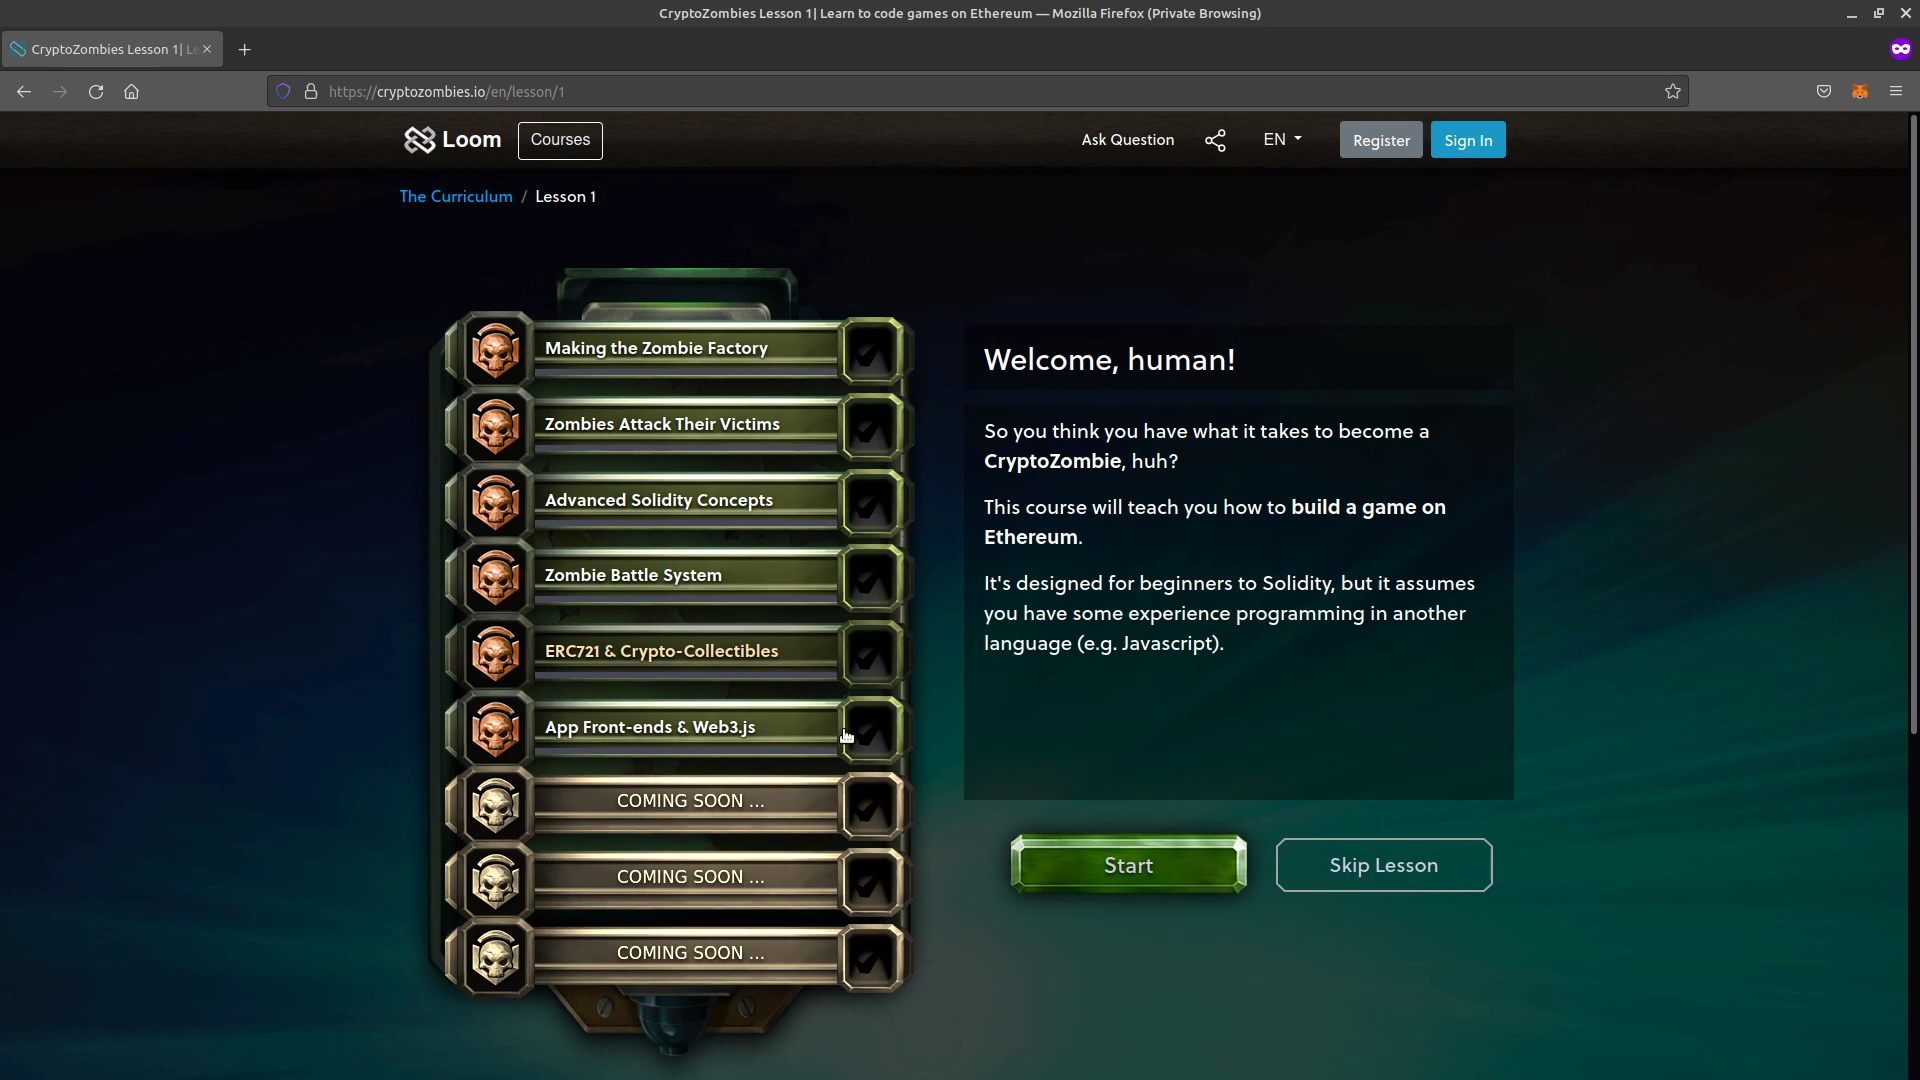 CryptoZombies Lesson 1| Learn to code games on Ethereum — Mozilla Firefox (Private Browsing)
CryptoZombies Lesson 1| Le
https://cryptozombies.io/en/lesson/1
Loom
Courses
Ask Question
EN
Register
Sign In
The Curriculum / Lesson 1
Making the Zombie Factory
Zombies Attack Their Victims
Advanced Solidity Concepts
Zombie Battle System
ERC721 & Crypto-Collectibles
App Front-ends & Web3.js
COMING SOON ...
COMING SOON ...
COMING SOON ...
Welcome, human!
So you think you have what it takes to become a
CryptoZombie, huh?
This course will teach you how to build a game on
Ethereum.
It's designed for beginners to Solidity, but it assumes
you have some experience programming in another
language (e.g. Javascript).
Start
Skip Lesson